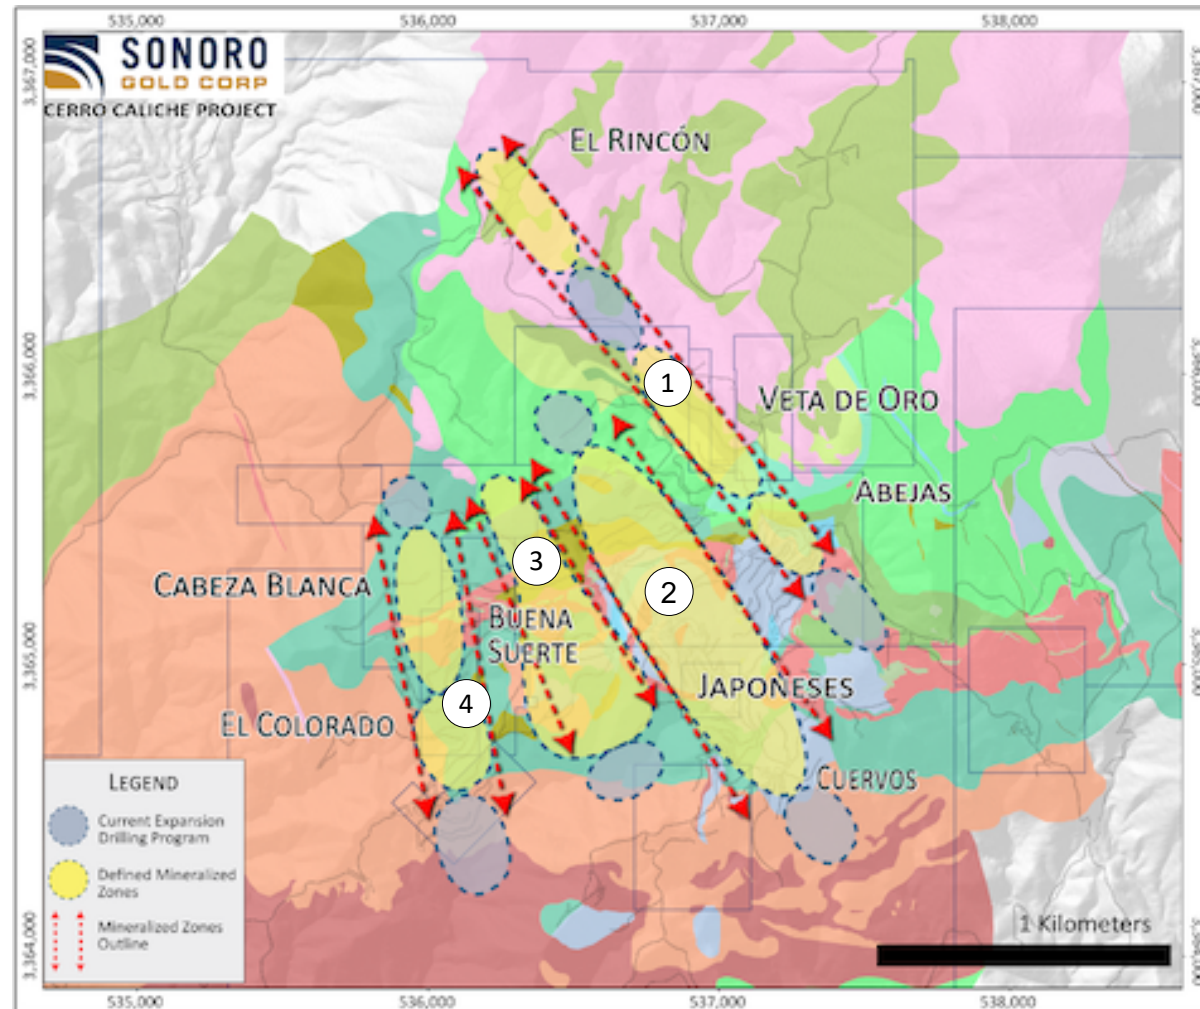 535,000 536,000 537,000 538,000
SONORO
GOLD CORP
CERRO CALICHE PROJECT
3,367,000
3,366,000
3,365,000
3,364,000
EL RINCÓN
1
VETA DE ORO
ABEJAS
3
2
CABEZA BLANCA
BUENA
SUERTE
JAPONESES
4
EL COLORADO
CUERVOS
LEGEND
Current Expansion
Drilling Program
Defined Mineralized
Zones
Mineralized Zones
Outline
1 Kilometers
535,000 536,000 537,000 538,000